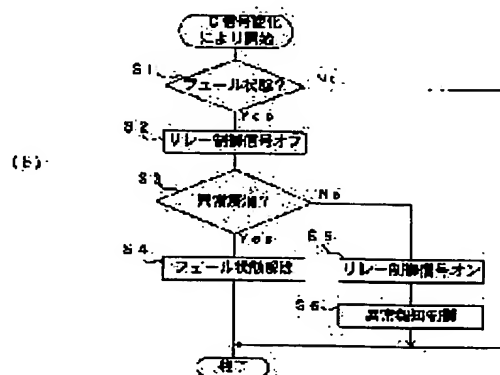 C信号変化
により開始
S1
フェール状態?
No
Yes
S2
リレー制御信号オフ
(B)
S3
異常解消?
No
Yes
S4
フェール状態解除
S5
リレー制御信号オン
S6
異常報知制御
終了